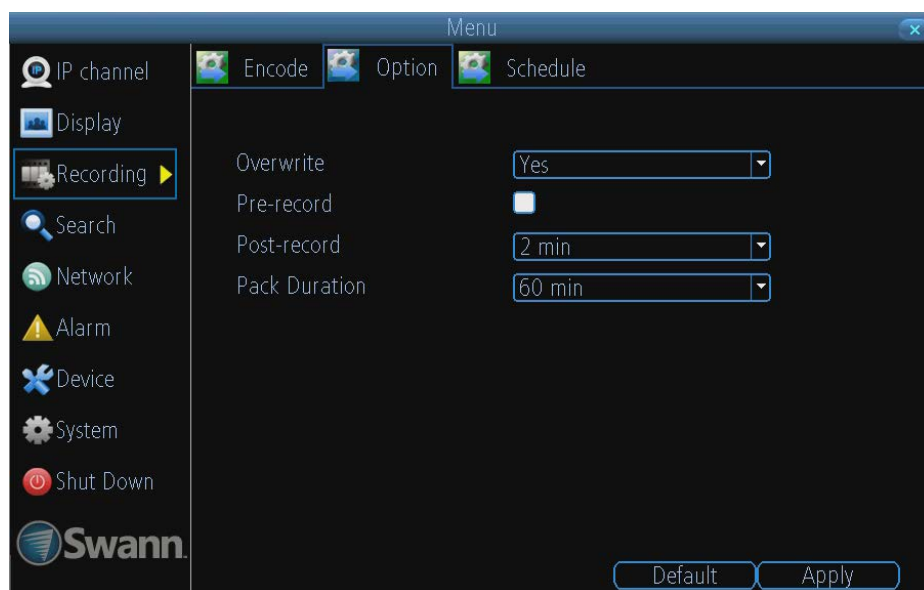 Menu
IP channel
Display
Recording
Search
Network
Alarm
Device
System
Shut Down
Swann.
Encode Option Schedule
Overwrite Yes
Pre-record
Post-record 2 min
Pack Duration 60 min
Default Apply